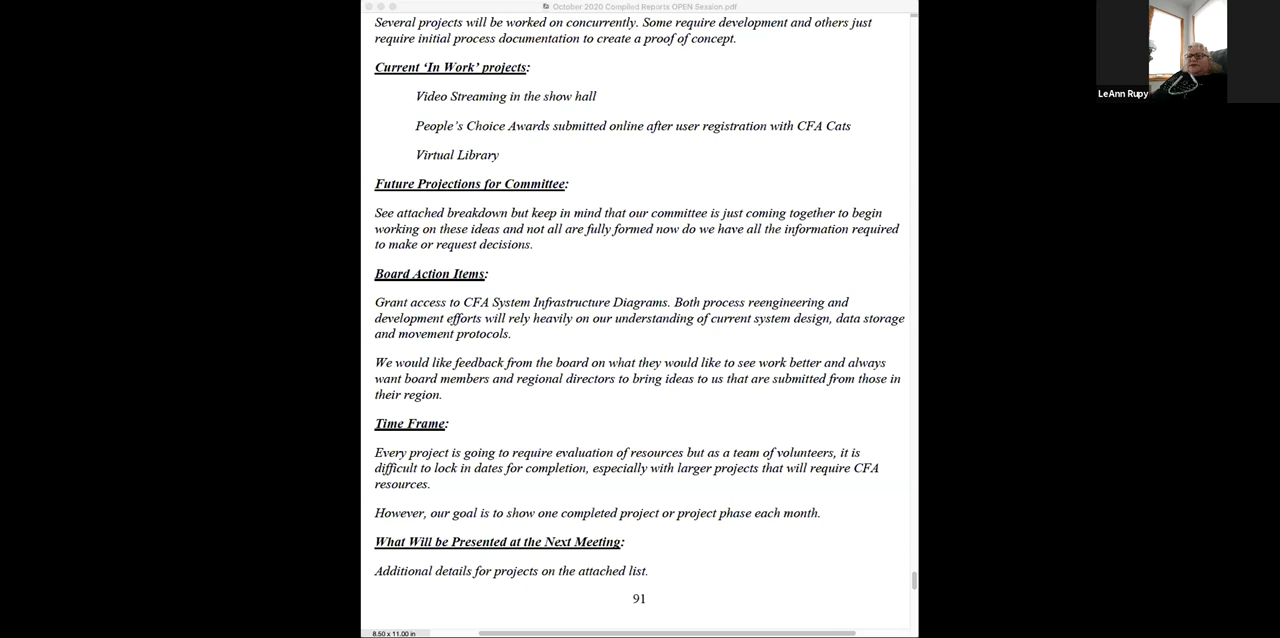 October 2020 Compiled Reports OPEN Session.pdf
Several projects will be worked on concurrently. Some require development and others just
require initial process documentation to create a proof of concept.
Current ‘In Work’ projects:
Video Streaming in the show hall
People’s Choice Awards submitted online after user registration with CFA Cats
Virtual Library
Future Projections for Committee:
See attached breakdown but keep in mind that our committee is just coming together to begin
working on these ideas and not all are fully formed now do we have all the information required
to make or request decisions.
Board Action Items:
Grant access to CFA System Infrastructure Diagrams. Both process reengineering and
development efforts will rely heavily on our understanding of current system design, data storage
and movement protocols.
We would like feedback from the board on what they would like to see work better and always
want board members and regional directors to bring ideas to us that are submitted from those in
their region.
Time Frame:
Every project is going to require evaluation of resources but as a team of volunteers, it is
difficult to lock in dates for completion, especially with larger projects that will require CFA
resources.
However, our goal is to show one completed project or project phase each month.
What Will be Presented at the Next Meeting:
Additional details for projects on the attached list.
91
8.50 x 11.00 in
LeAnn Rupy